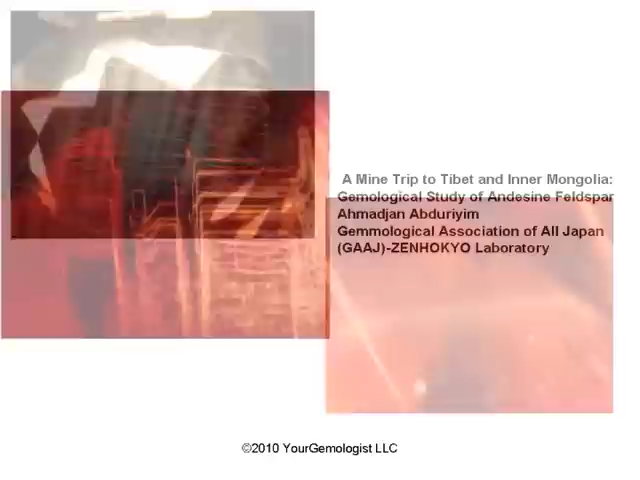 A Mine Trip to Tibet and Inner Mongolia:
Gemological Study of Andesine Feldspar
Ahmadjan Abduriyim
Gemmological Association of All Japan
(GAAJ)-ZENHOKYO Laboratory
©2010 YourGemologist LLC